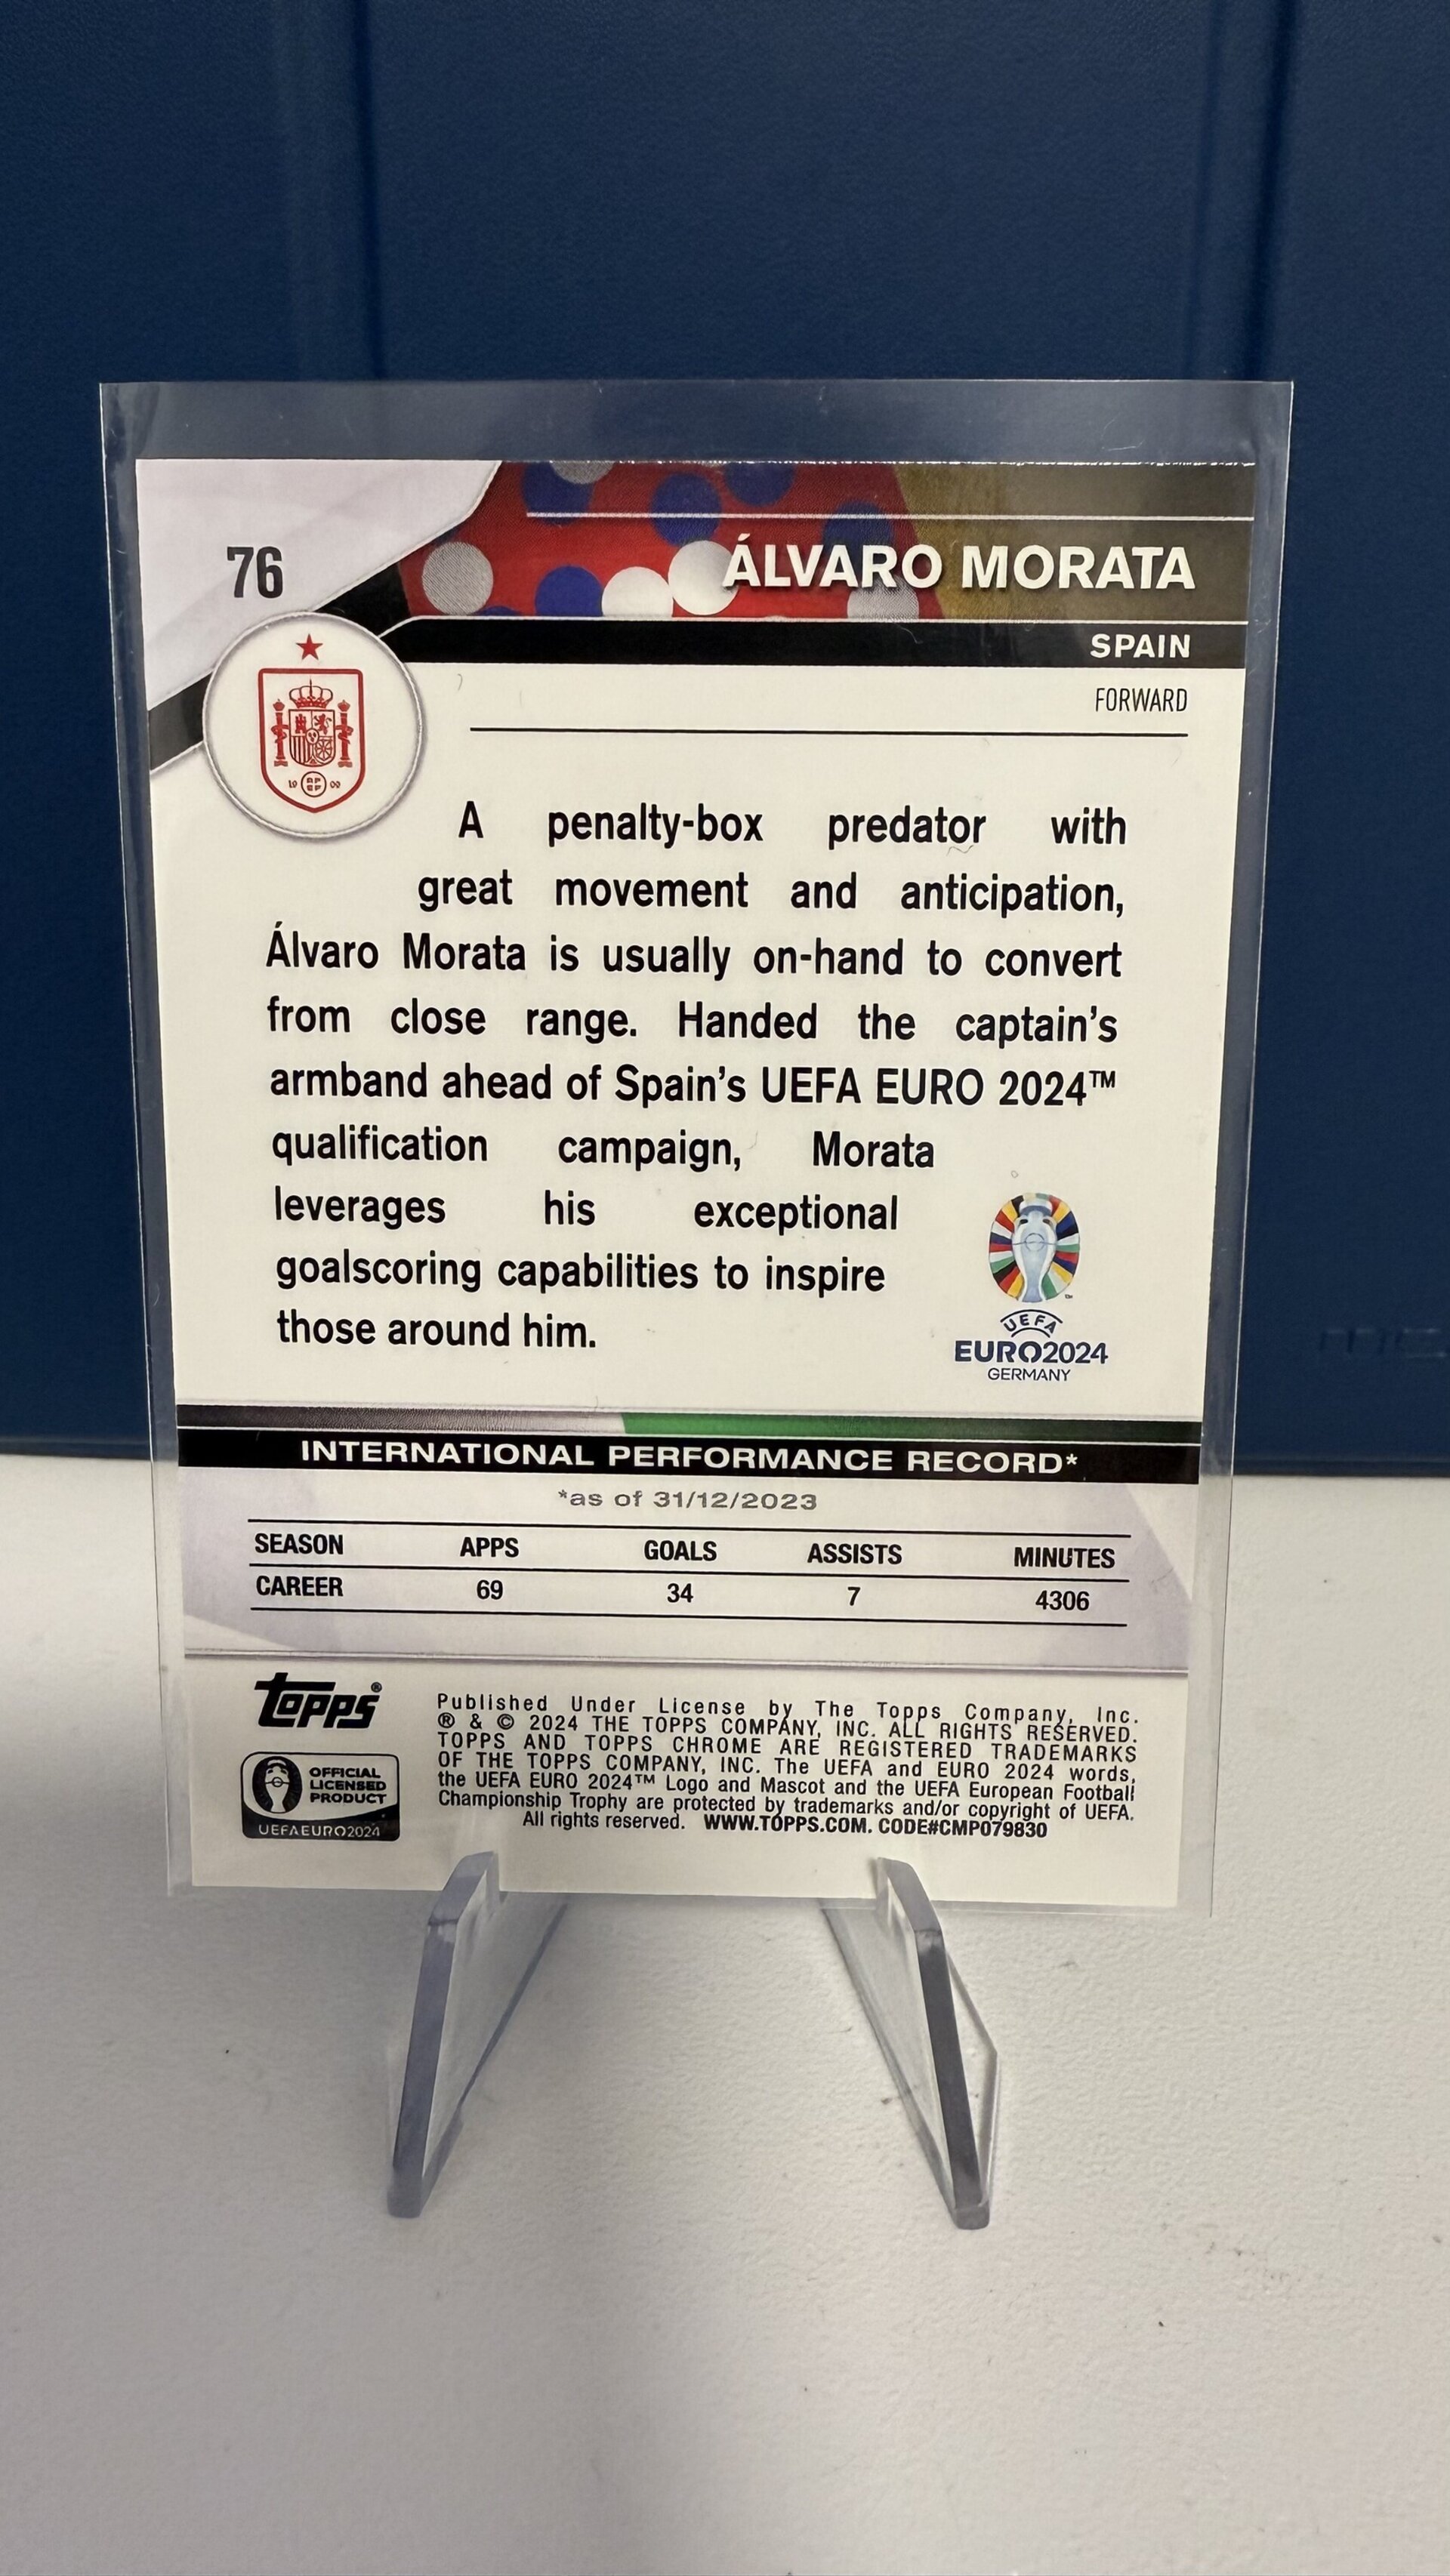 76
ÁLVARO MORATA
SPAIN
FORWARD
A penalty-box predator with
great movement and anticipation,
Álvaro Morata is usually on-hand to convert
from close range. Handed the captain's
armband ahead of Spain's UEFA EURO 2024™
qualification campaign, Morata
leverages his exceptional
goalscoring capabilities to inspire
those around him.
UEFA
EURO2024
GERMANY
INTERNATIONAL PERFORMANCE RECORD*
*as of 31/12/2023
SEASON APPS GOALS ASSISTS MINUTES
CAREER 69 34 7 4306
topps®
OFFICIAL
LICENSED
PRODUCT
UEFAEURO2024
Published Under License by The Topps Company, Inc.
® & © 2024 THE TOPPS COMPANY, INC. ALL RIGHTS RESERVED.
TOPPS AND TOPPS CHROME ARE REGISTERED TRADEMARKS
OF THE TOPPS COMPANY, INC. The UEFA and EURO 2024 words,
the UEFA EURO 2024™ Logo and Mascot and the UEFA European Football
Championship Trophy are protected by trademarks and/or copyright of UEFA.
All rights reserved. WWW.TOPPS.COM. CODE#CMP079830